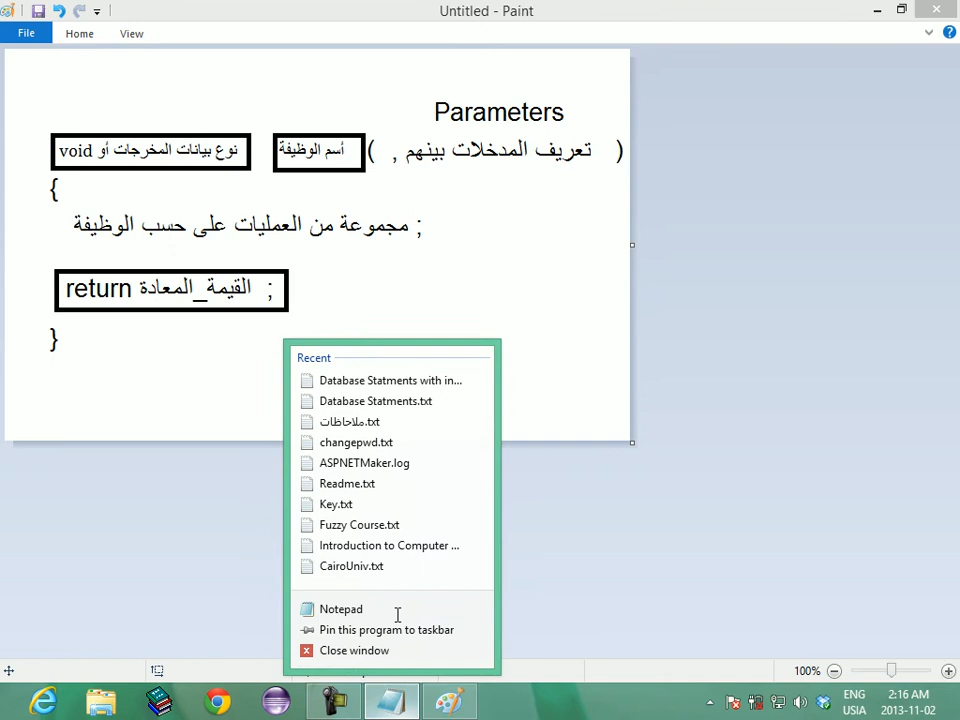 Untitled - Paint
File Home View
Parameters
void نوع بيانات المخرجات أو أسم الوظيفة ( تعريف المدخلات بينهم , )
{
مجموعة من العمليات على حسب الوظيفة ;
return القيمة_المعادة ;
}
Recent
Database Statments with in...
Database Statments.txt
ملاحاظات.txt
changepwd.txt
ASPNETMaker.log
Readme.txt
Key.txt
Fuzzy Course.txt
Introduction to Computer ...
CairoUniv.txt
Notepad
Pin this program to taskbar
Close window
100%
ENG 2:16 AM
USIA 2013-11-02